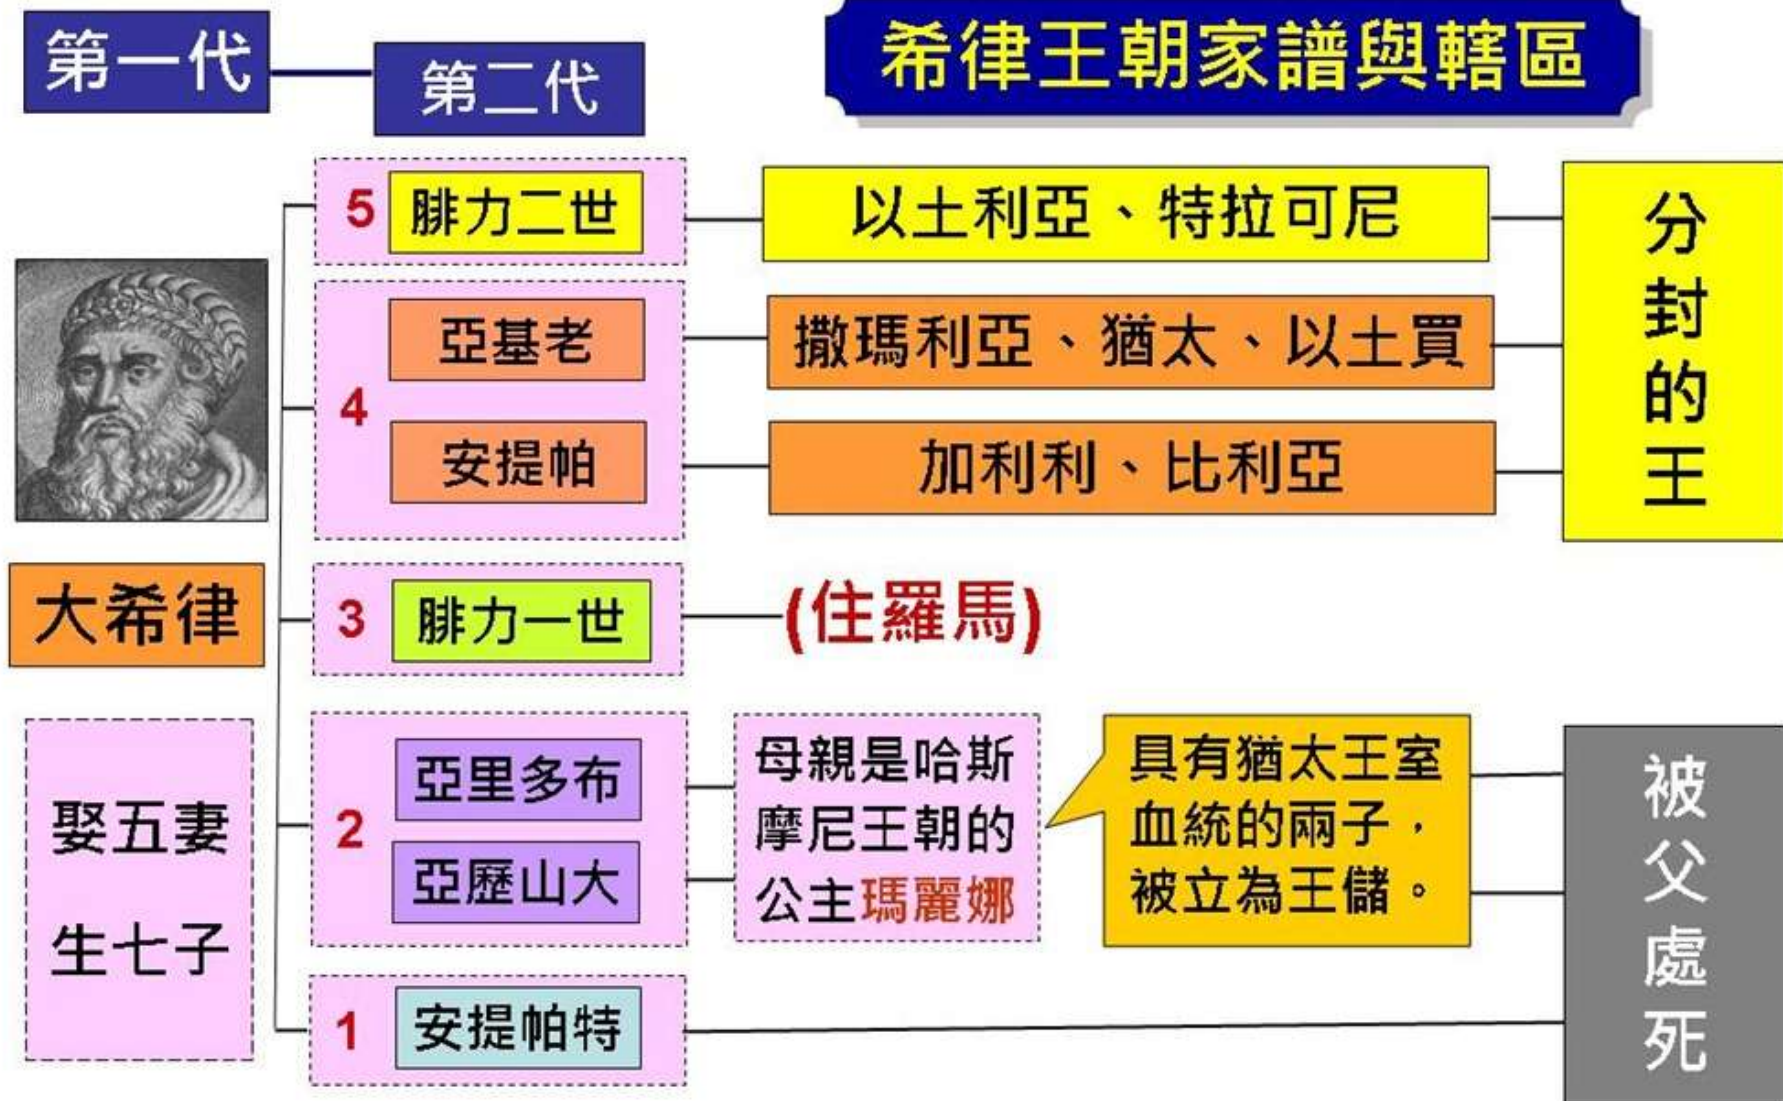 希律王朝家譜與轄區
第一代
第二代
5
腓力二世
以土利亞、特拉可尼
分
封
的
王
4
亞基老
撒瑪利亞、猶太、以土買
安提帕
加利利、比利亞
大希律
3
腓力一世
(住羅馬)
娶五妻
生七子
2
亞里多布
亞歷山大
母親是哈斯
摩尼王朝的
公主瑪麗娜
具有猶太王室
血統的兩子，
被立為王儲。
被
父
處
死
1
安提帕特